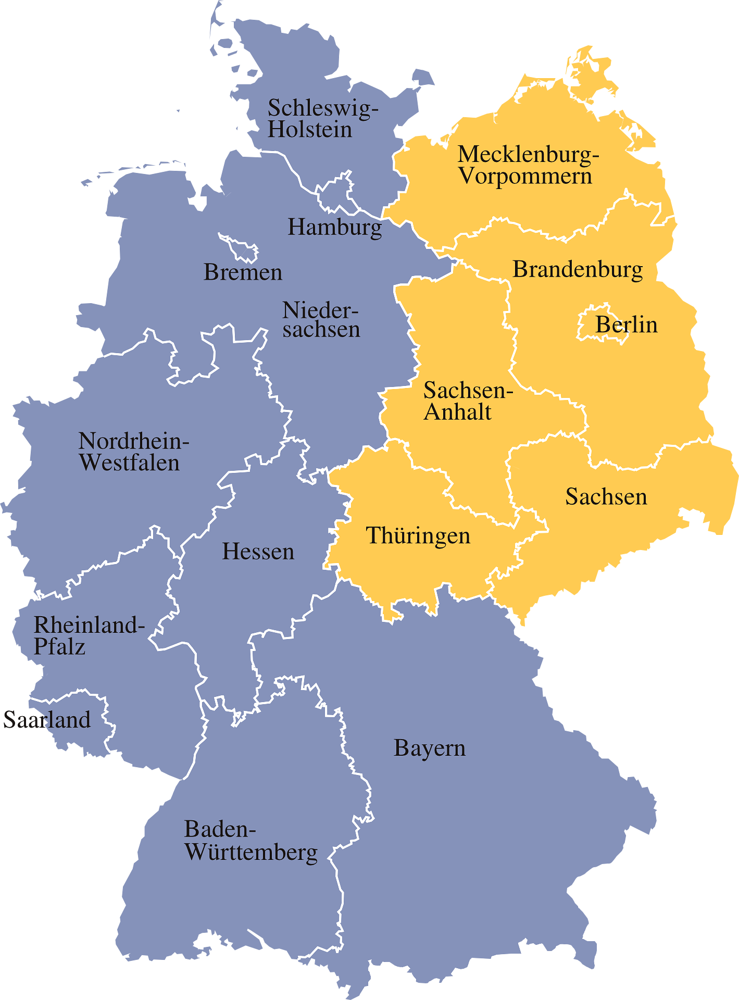 Schleswig-
Holstein
Mecklenburg-
Vorpommern
Hamburg
Bremen
Brandenburg
Nieder-
sachsen
Berlin
Sachsen-
Anhalt
Nordrhein-
Westfalen
Sachsen
Thüringen
Hessen
Rheinland-
Pfalz
Saarland
Bayern
Baden-
Württemberg